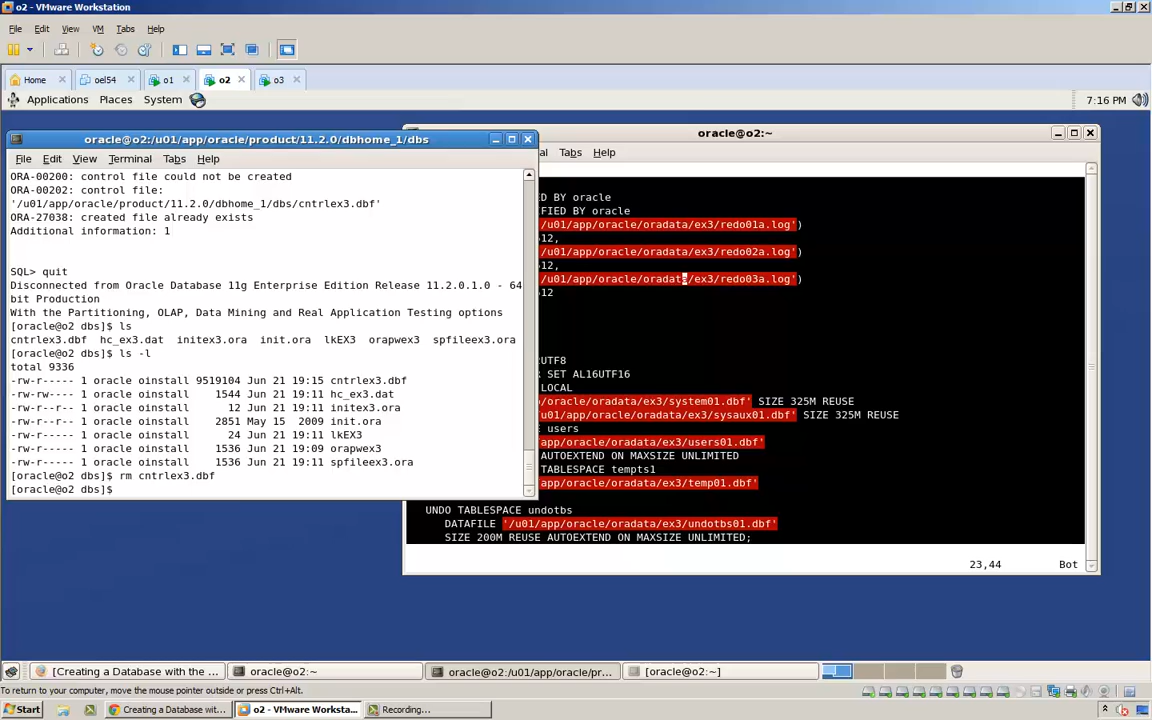 o2 - VMware Workstation
File Edit View VM Tabs Help
Home oel54 o1 o2 o3
Applications Places System 7:16 PM
oracle@o2:/u01/app/oracle/product/11.2.0/dbhome_1/dbs
File Edit View Terminal Tabs Help
ORA-00200: control file could not be created
ORA-00202: control file:
'/u01/app/oracle/product/11.2.0/dbhome_1/dbs/cntrlex3.dbf'
ORA-27038: created file already exists
Additional information: 1
SQL> quit
Disconnected from Oracle Database 11g Enterprise Edition Release 11.2.0.1.0 - 64
bit Production
With the Partitioning, OLAP, Data Mining and Real Application Testing options
[oracle@o2 dbs]$ ls
cntrlex3.dbf hc_ex3.dat initex3.ora init.ora lkEX3 orapwex3 spfileex3.ora
[oracle@o2 dbs]$ ls -l
total 9336
-rw-r----- 1 oracle oinstall 9519104 Jun 21 19:15 cntrlex3.dbf
-rw-rw---- 1 oracle oinstall 1544 Jun 21 19:11 hc_ex3.dat
-rw-r--r-- 1 oracle oinstall 12 Jun 21 19:11 initex3.ora
-rw-r--r-- 1 oracle oinstall 2851 May 15 2009 init.ora
-rw-r----- 1 oracle oinstall 24 Jun 21 19:11 lkEX3
-rw-r----- 1 oracle oinstall 1536 Jun 21 19:09 orapwex3
-rw-r----- 1 oracle oinstall 1536 Jun 21 19:11 spfileex3.ora
[oracle@o2 dbs]$ rm cntrlex3.dbf
[oracle@o2 dbs]$
oracle@o2:~
al Tabs Help
ED BY oracle
FIED BY oracle
/u01/app/oracle/oradata/ex3/redo01a.log')
512,
/u01/app/oracle/oradata/ex3/redo02a.log')
512,
/u01/app/oracle/oradata/ex3/redo03a.log')
512
UTF8
R SET AL16UTF16
LOCAL
app/oracle/oradata/ex3/system01.dbf' SIZE 325M REUSE
/u01/app/oracle/oradata/ex3/sysaux01.dbf' SIZE 325M REUSE
users
app/oracle/oradata/ex3/users01.dbf'
AUTOEXTEND ON MAXSIZE UNLIMITED
TABLESPACE tempts1
app/oracle/oradata/ex3/temp01.dbf'
UNDO TABLESPACE undotbs
DATAFILE '/u01/app/oracle/oradata/ex3/undotbs01.dbf'
SIZE 200M REUSE AUTOEXTEND ON MAXSIZE UNLIMITED;
23,44 Bot
[Creating a Database with the ... oracle@o2:~ oracle@o2:/u01/app/oracle/pr... [oracle@o2:~]
To return to your computer, move the mouse pointer outside or press Ctrl+Alt.
Start Creating a Database wit... o2 - VMware Worksta... Recording...